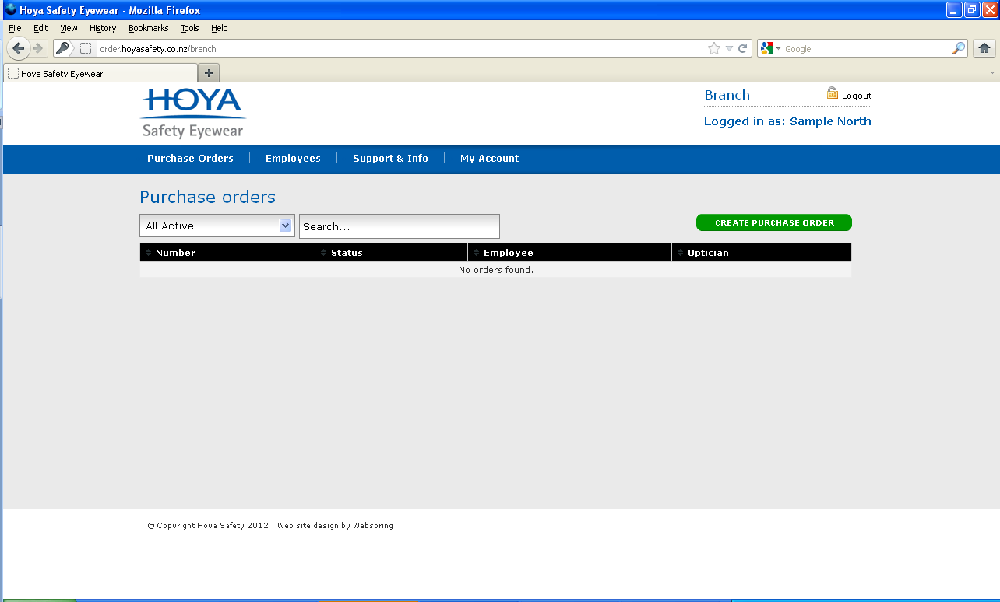 Hoya Safety Eyewear - Mozilla Firefox
File Edit View History Bookmarks Tools Help
order.hoyasafety.co.nz/branch
Google
Hoya Safety Eyewear
HOYA
Safety Eyewear
Branch
Logout
Logged in as: Sample North
Purchase Orders Employees Support & Info My Account
Purchase orders
All Active Search... CREATE PURCHASE ORDER
Number Status Employee Optician
No orders found.
© Copyright Hoya Safety 2012 | Web site design by Webspring